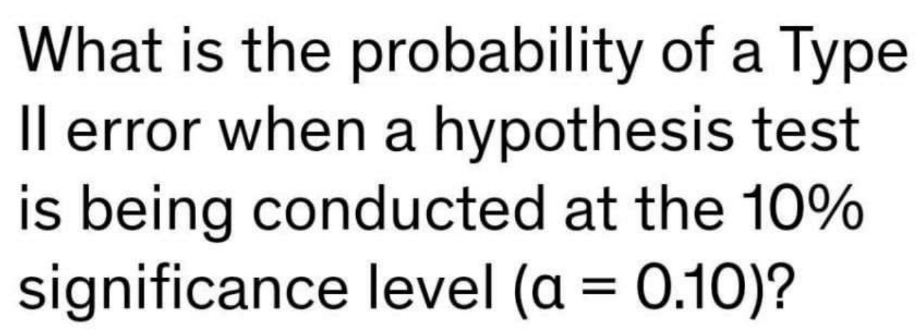 What is the probability of a Type
II error when a hypothesis test
is being conducted at the 10%
significance level (α = 0.10)?